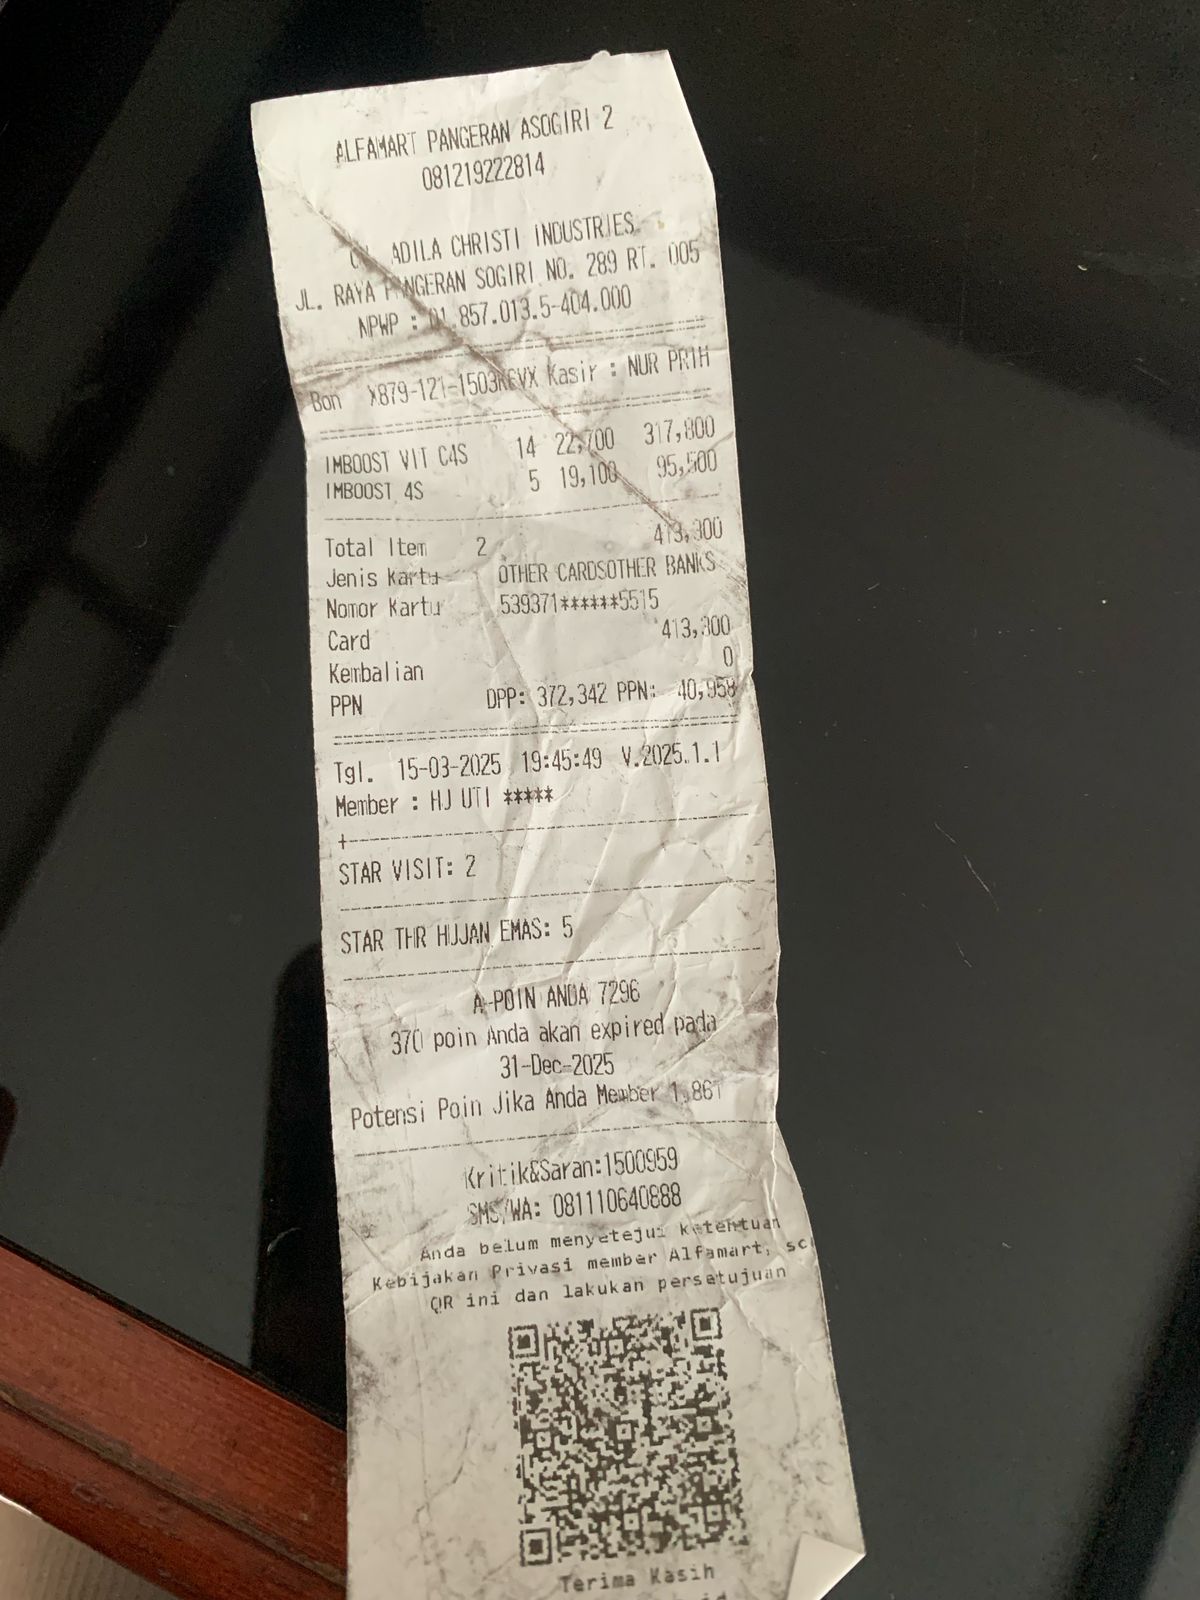 ALFAMART PANGERAN ASOGIRI 2
081219222814
ADILA CHRISTI INDUSTRIES.
JL. RAYA PANGERAN SOGIRI NO. 289 RT. 005
NPWP : 01.857.013.5-404.000
Bon X879-121-1503KEVX Kasir : NUR PRIH
IMBOOST VIT C4S 14 22,700 317,800
IMBOOST 4S 5 19,100 95,500
Total Item 2 413,300
Jenis Kartu OTHER CARDSOTHER BANKS
Nomor Kartu 539371******5515
Card 413,300
Kembalian 0
PPN DPP: 372,342 PPN: 40,958
Tgl. 15-03-2025 19:45:49 V.2025.1.1
Member : HJ UTI *****
STAR VISIT: 2
STAR THR HUJAN EMAS: 5
A-POIN ANDA 7296
370 poin Anda akan expired pada
31-Dec-2025
Potensi Poin Jika Anda Member 1,861
Kritik&Saran:1500959
SMS/WA: 081110640888
Anda belum menyetejui ketentuan
Kebijakan Privasi member Alfamart, sc
QR ini dan lakukan persetujuan
Terima Kasih